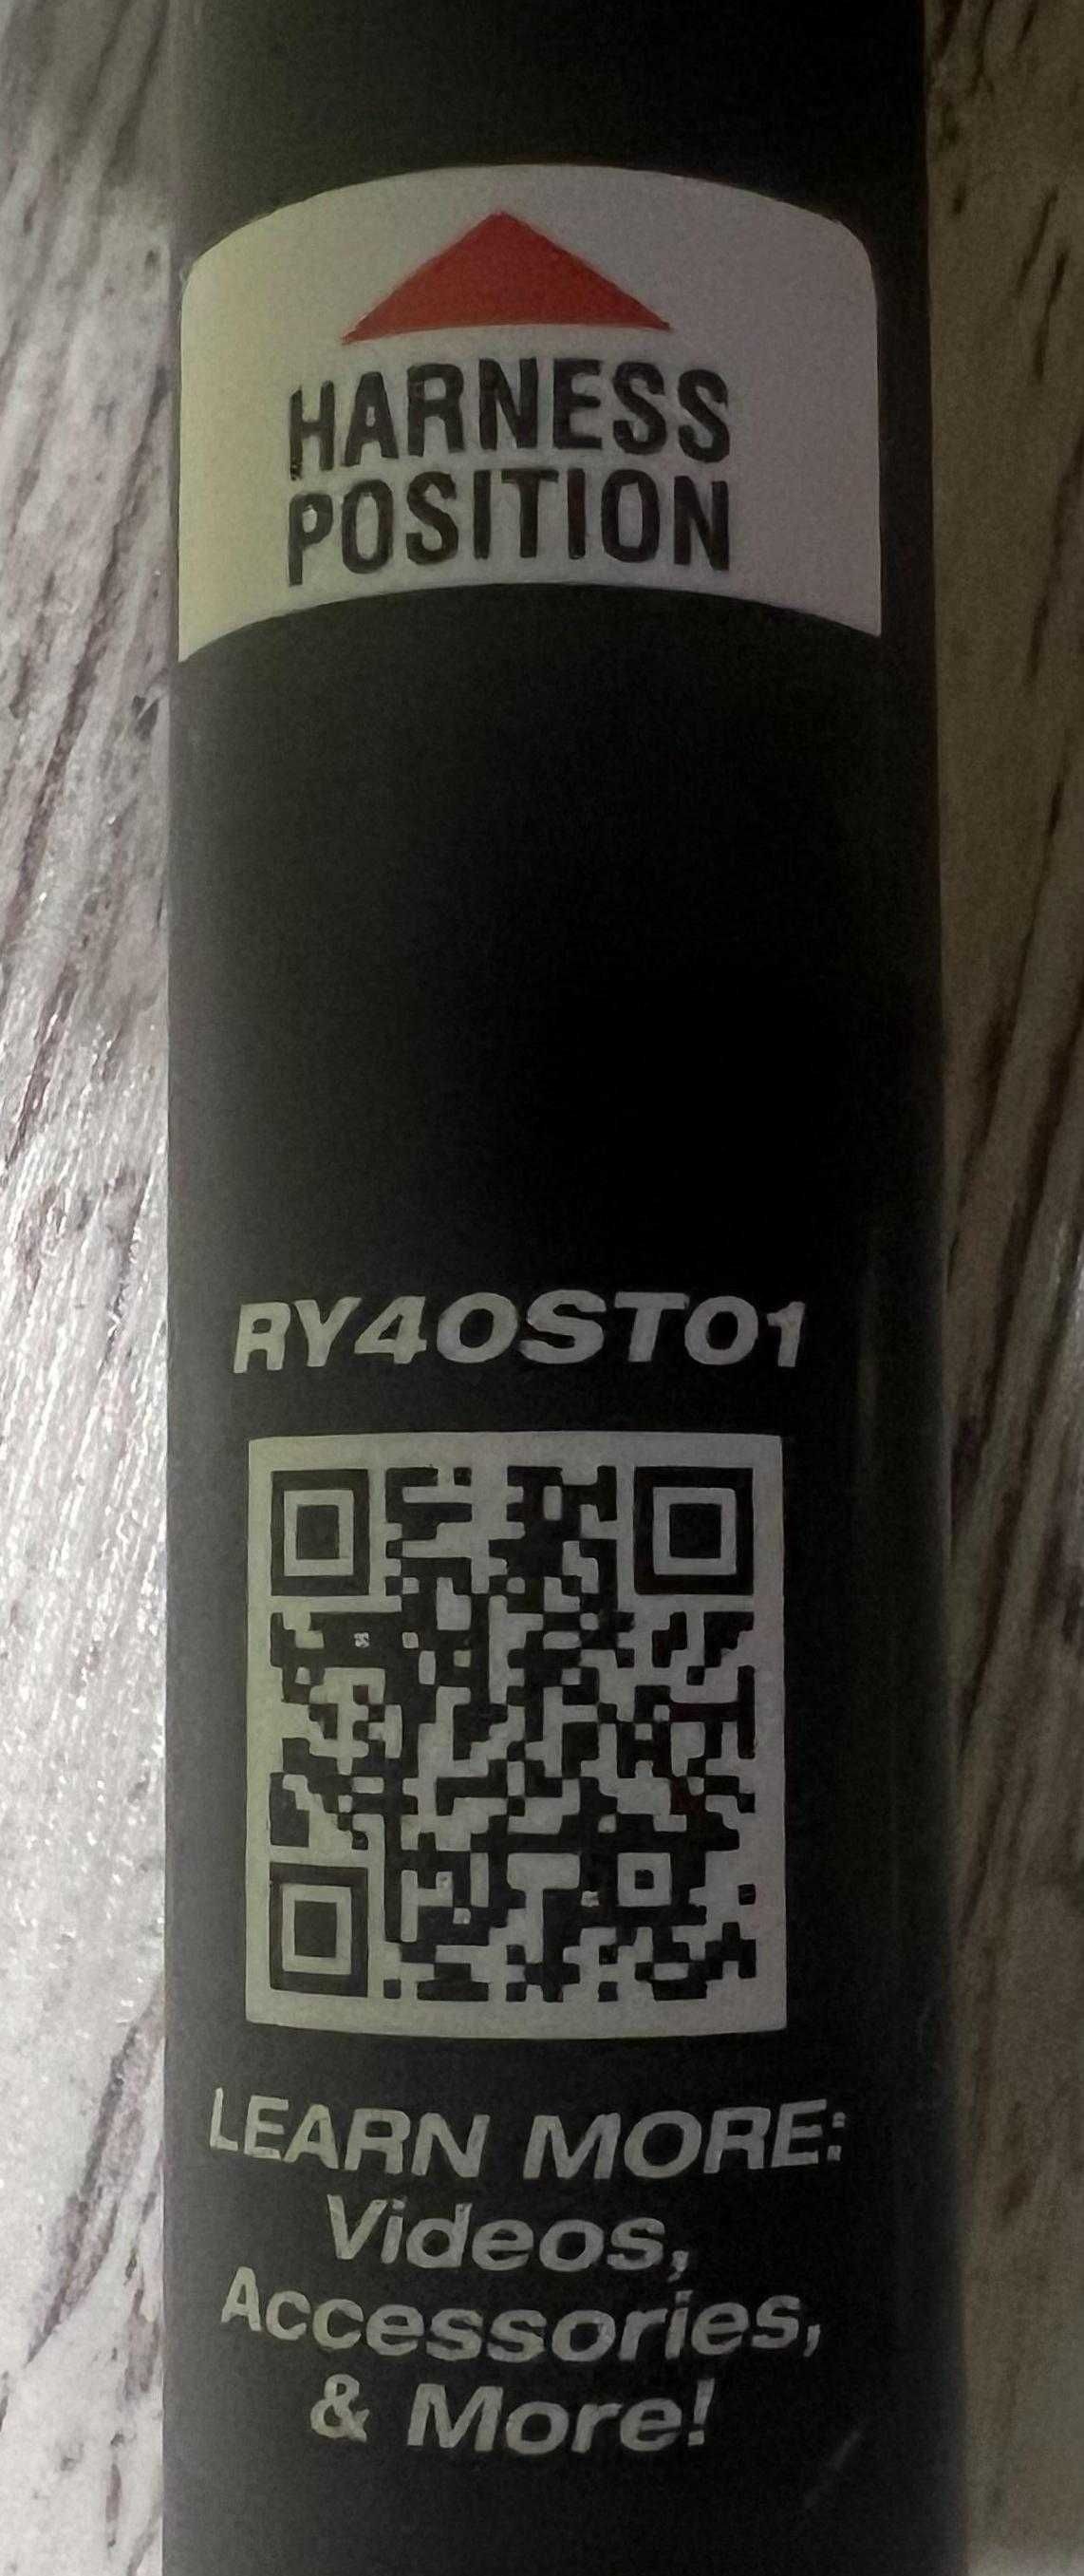 HARNESS
POSITION
RY40ST01
LEARN MORE:
Videos,
Accessories,
& More!